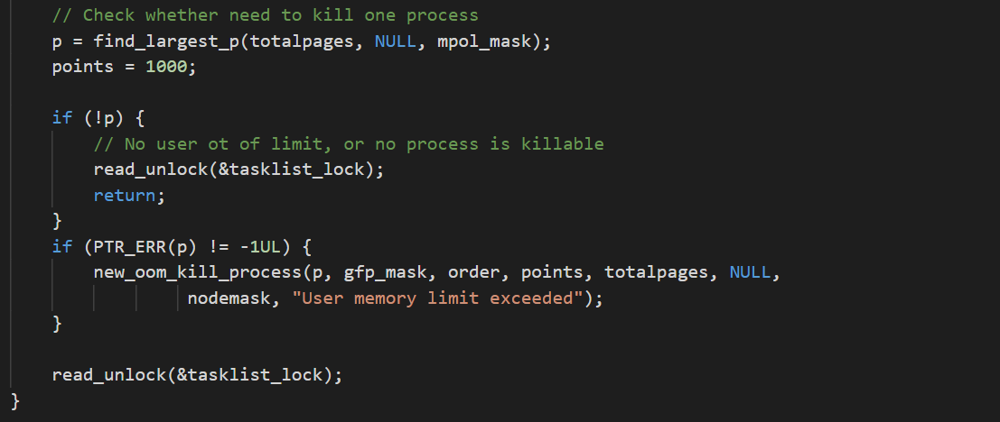 // Check whether need to kill one process
p = find_largest_p(totalpages, NULL, mpol_mask);
points = 1000;
if (!p) {
// No user ot of limit, or no process is killable
read_unlock(&tasklist_lock);
return;
}
if (PTR_ERR(p) != -1UL) {
new_oom_kill_process(p, gfp_mask, order, points, totalpages, NULL,
nodemask, "User memory limit exceeded");
}
read_unlock(&tasklist_lock);
}